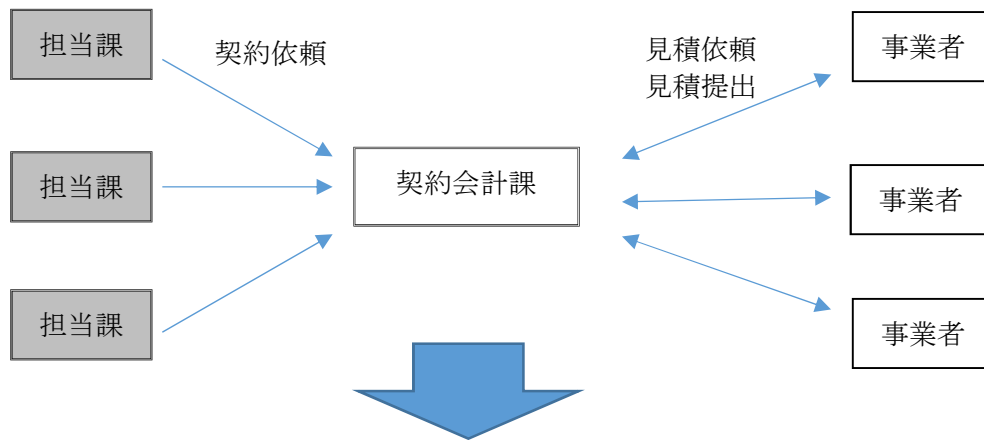 担当課
契約依頼
見積依頼
見積提出
事業者
担当課
契約会計課
事業者
担当課
事業者